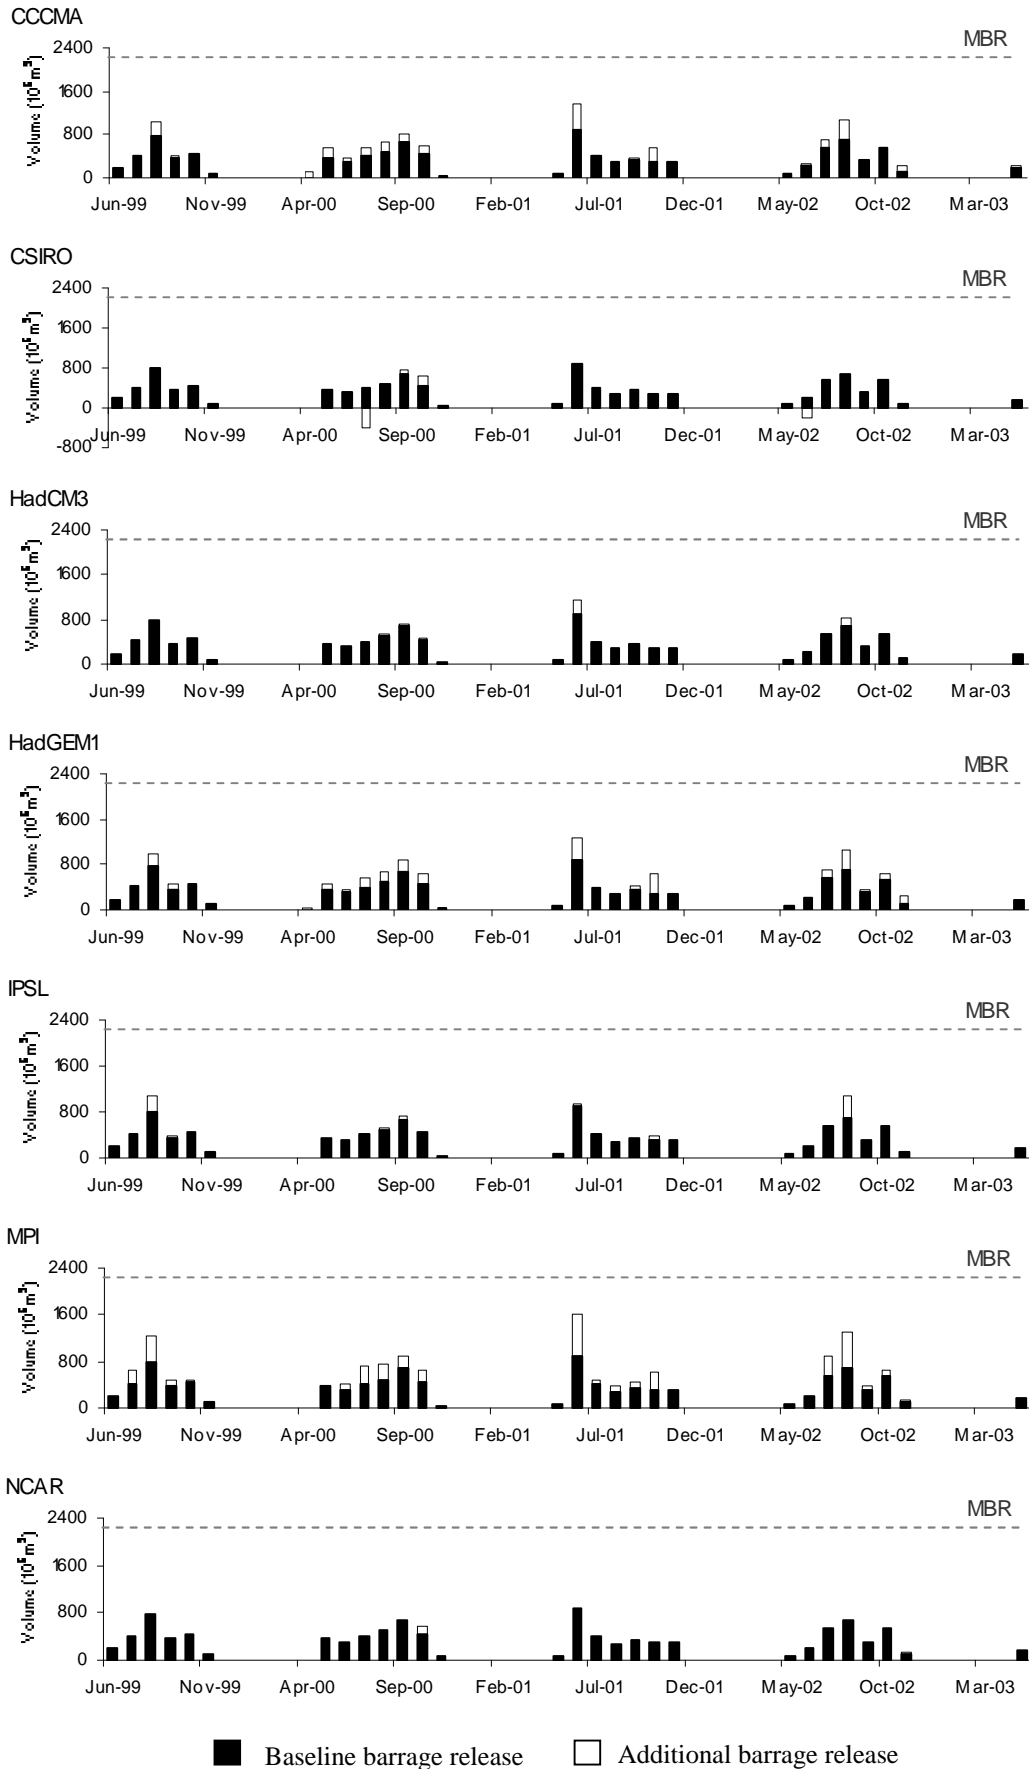 CCCMA
MBR
Volume (10⁶m³)
2400
1600
800
0
Jun-99 Nov-99 Apr-00 Sep-00 Feb-01 Jul-01 Dec-01 May-02 Oct-02 Mar-03
CSIRO
MBR
Volume (10⁶m³)
2400
1600
800
0
-800
Jun-99 Nov-99 Apr-00 Sep-00 Feb-01 Jul-01 Dec-01 May-02 Oct-02 Mar-03
HadCM3
MBR
Volume (10⁶m³)
2400
1600
800
0
Jun-99 Nov-99 Apr-00 Sep-00 Feb-01 Jul-01 Dec-01 May-02 Oct-02 Mar-03
HadGEM1
MBR
Volume (10⁶m³)
2400
1600
800
0
Jun-99 Nov-99 Apr-00 Sep-00 Feb-01 Jul-01 Dec-01 May-02 Oct-02 Mar-03
IPSL
MBR
Volume (10⁶m³)
2400
1600
800
0
Jun-99 Nov-99 Apr-00 Sep-00 Feb-01 Jul-01 Dec-01 May-02 Oct-02 Mar-03
MPI
MBR
Volume (10⁶m³)
2400
1600
800
0
Jun-99 Nov-99 Apr-00 Sep-00 Feb-01 Jul-01 Dec-01 May-02 Oct-02 Mar-03
NCAR
MBR
Volume (10⁶m³)
2400
1600
800
0
Jun-99 Nov-99 Apr-00 Sep-00 Feb-01 Jul-01 Dec-01 May-02 Oct-02 Mar-03
Baseline barrage release Additional barrage release